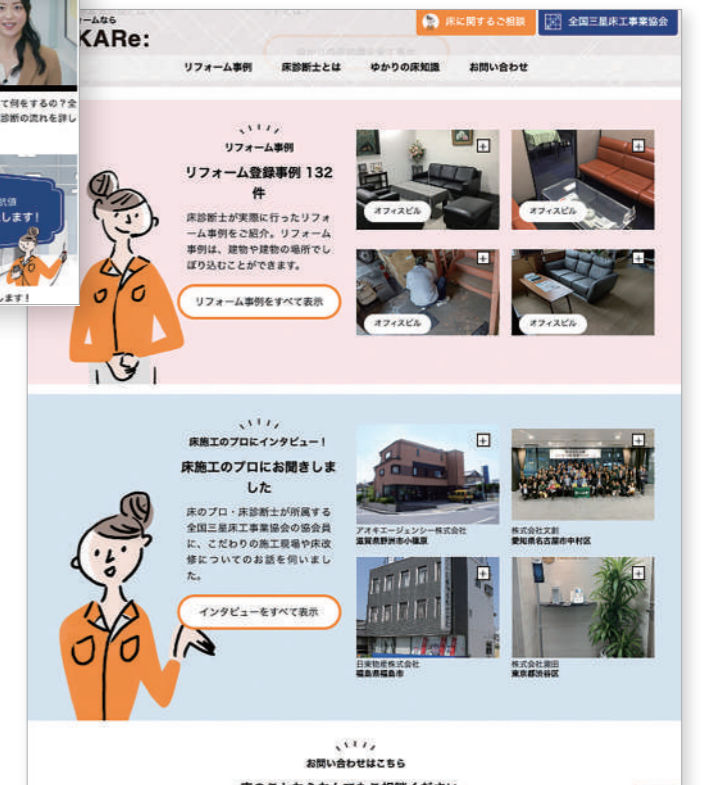 ームなら
KARe:
床に関するご相談
全国三星床工事業協会
リフォーム事例
床診断士とは
ゆかりの床知識
お問い合わせ
て何をするの？全
診断の流れを詳し
します！
します！
リフォーム事例
リフォーム登録事例 132
件
床診断士が実際に行ったリフォ
ーム事例をご紹介。リフォーム
事例は、建物や建物の場所でし
ぼり込むことができます。
リフォーム事例をすべて表示
オフィスビル
オフィスビル
オフィスビル
オフィスビル
床施工のプロにインタビュー！
床施工のプロにお聞きしま
した
床のプロ・床診断士が所属する
全国三星床工事業協会の協会員
に、こだわりの施工現場や床改
修についてのお話を伺いまし
た。
インタビューをすべて表示
アオキエージェンシー株式会社
滋賀県野洲市小篠原
株式会社文創
愛知県名古屋市中村区
日東物産株式会社
福島県福島市
株式会社瀧田
東京都渋谷区
お問い合わせはこちら